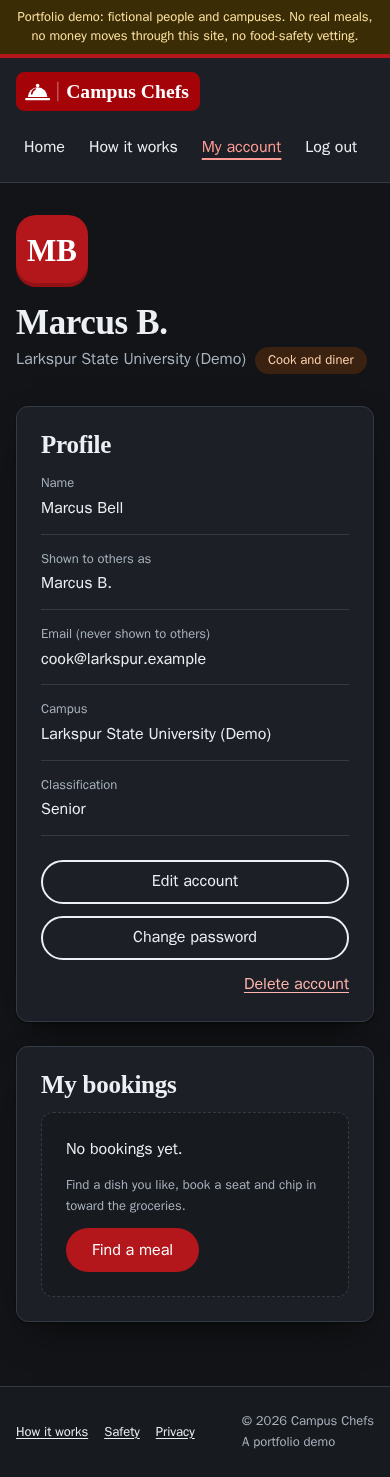 Portfolio demo: fictional people and campuses. No real meals,
no money moves through this site, no food-safety vetting.
Campus Chefs
Home How it works My account Log out
MB
Marcus B.
Larkspur State University (Demo) Cook and diner
Profile
Name
Marcus Bell
Shown to others as
Marcus B.
Email (never shown to others)
cook@larkspur.example
Campus
Larkspur State University (Demo)
Classification
Senior
Edit account
Change password
Delete account
My bookings
No bookings yet.
Find a dish you like, book a seat and chip in
toward the groceries.
Find a meal
How it works Safety Privacy
© 2026 Campus Chefs
A portfolio demo